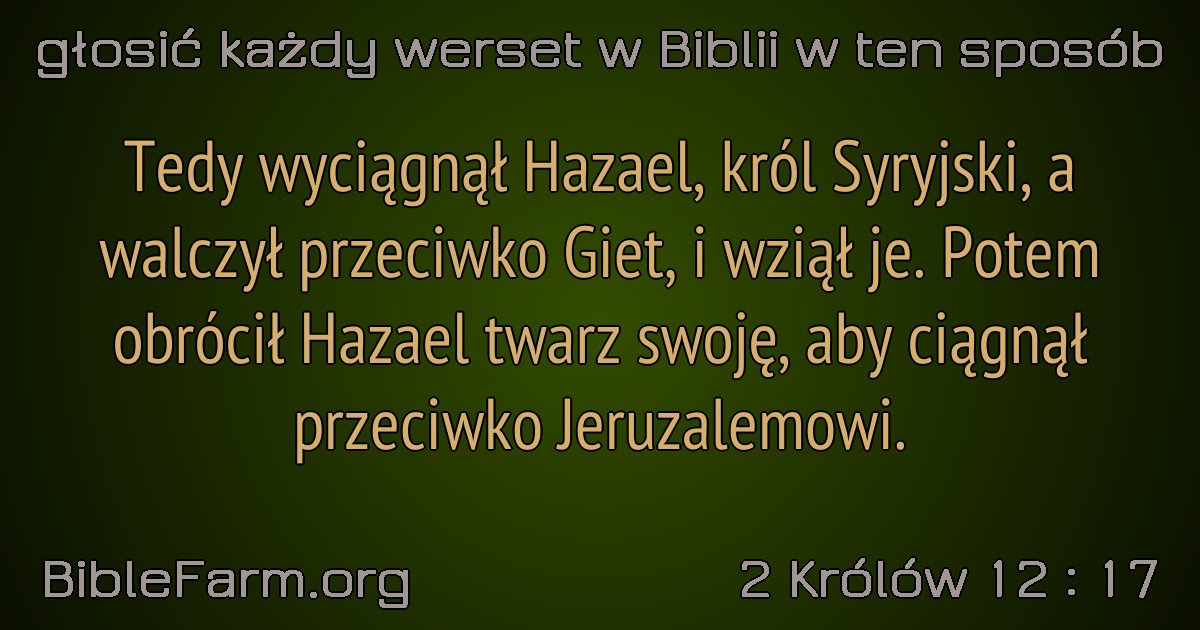 głosić każdy werset w Biblii w ten sposób
Tedy wyciągnął Hazael, król Syryjski, a
walczył przeciwko Giet, i wziął je. Potem
obrócił Hazael twarz swoję, aby ciągnął
przeciwko Jeruzalemowi.
BibleFarm.org
2 Królów 12 : 17